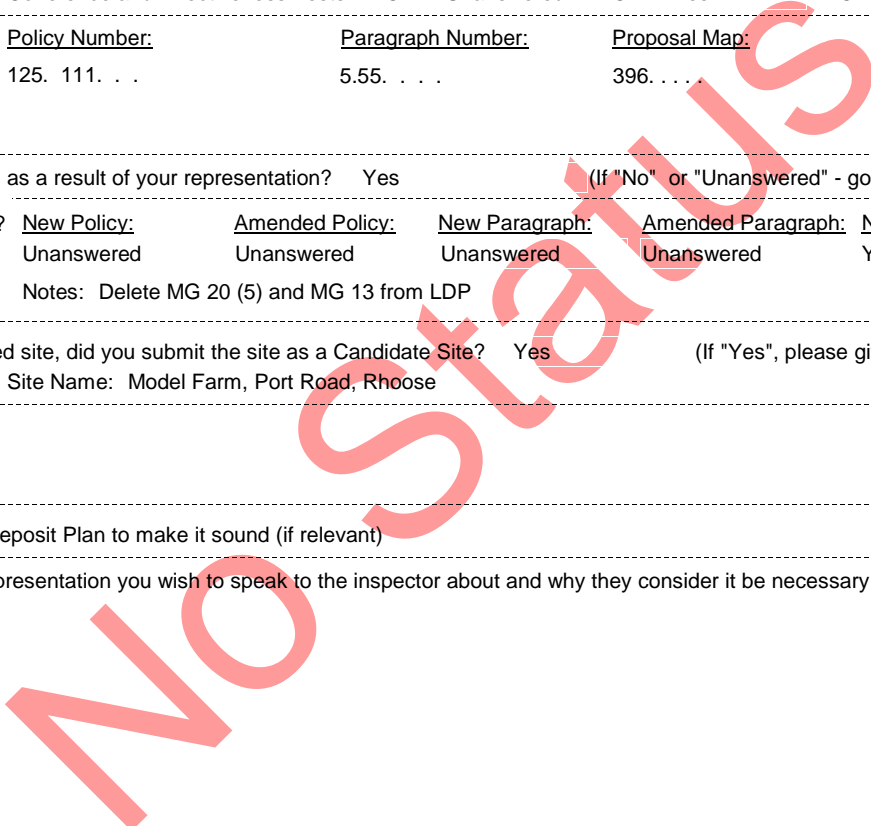 Policy Number: Paragraph Number: Proposal Map:
125. 111. . . 5.55. . . . 396. . . . .
as a result of your representation? Yes (If "No" or "Unanswered" - go
? New Policy: Amended Policy: New Paragraph: Amended Paragraph:
Unanswered Unanswered Unanswered Unanswered
Notes: Delete MG 20 (5) and MG 13 from LDP
ed site, did you submit the site as a Candidate Site? Yes (If "Yes", please gi
Site Name: Model Farm, Port Road, Rhoose
eposit Plan to make it sound (if relevant)
presentation you wish to speak to the inspector about and why they consider it be necessary
No Status